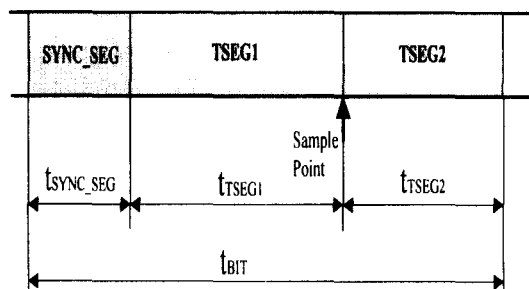 SYNC_SEG TSEG1 TSEG2
Sample
Point
tSYNC_SEG tTSEG1 tTSEG2
tBIT